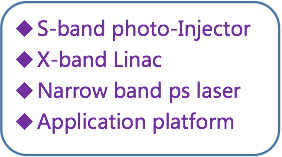 ◆ S-band photo-Injector
◆ X-band Linac
◆ Narrow band ps laser
◆ Application platform